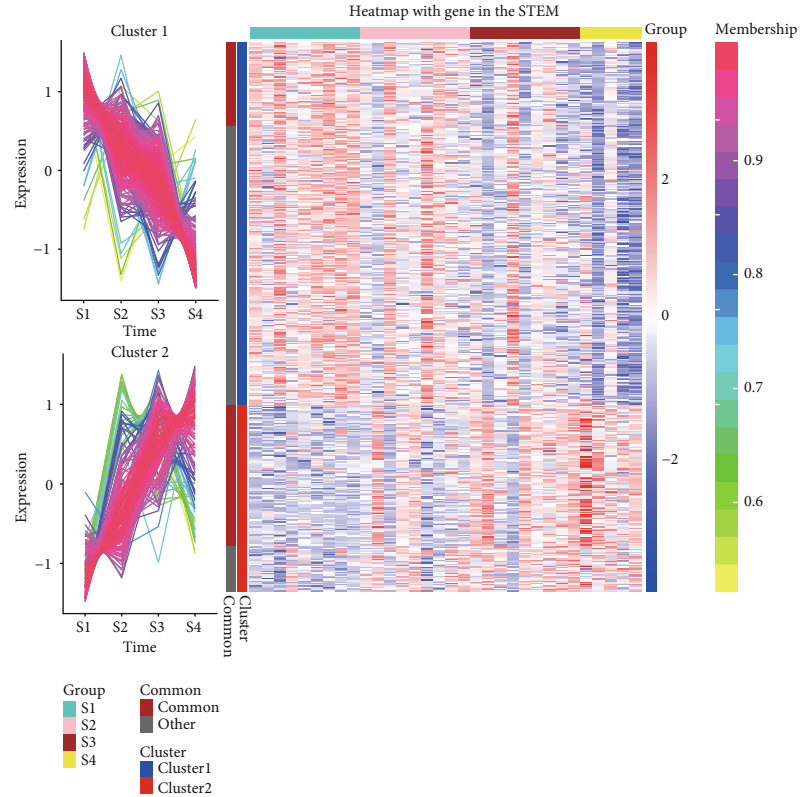 Heatmap with gene in the STEM
Cluster 1
Expression
1
0
−1
S1 S2 S3 S4
Time
Cluster 2
Expression
1
0
−1
S1 S2 S3 S4
Time
Common
Cluster
Group
2
0
−2
Membership
0.9
0.8
0.7
0.6
Group
S1
S2
S3
S4
Common
Common
Other
Cluster
Cluster1
Cluster2